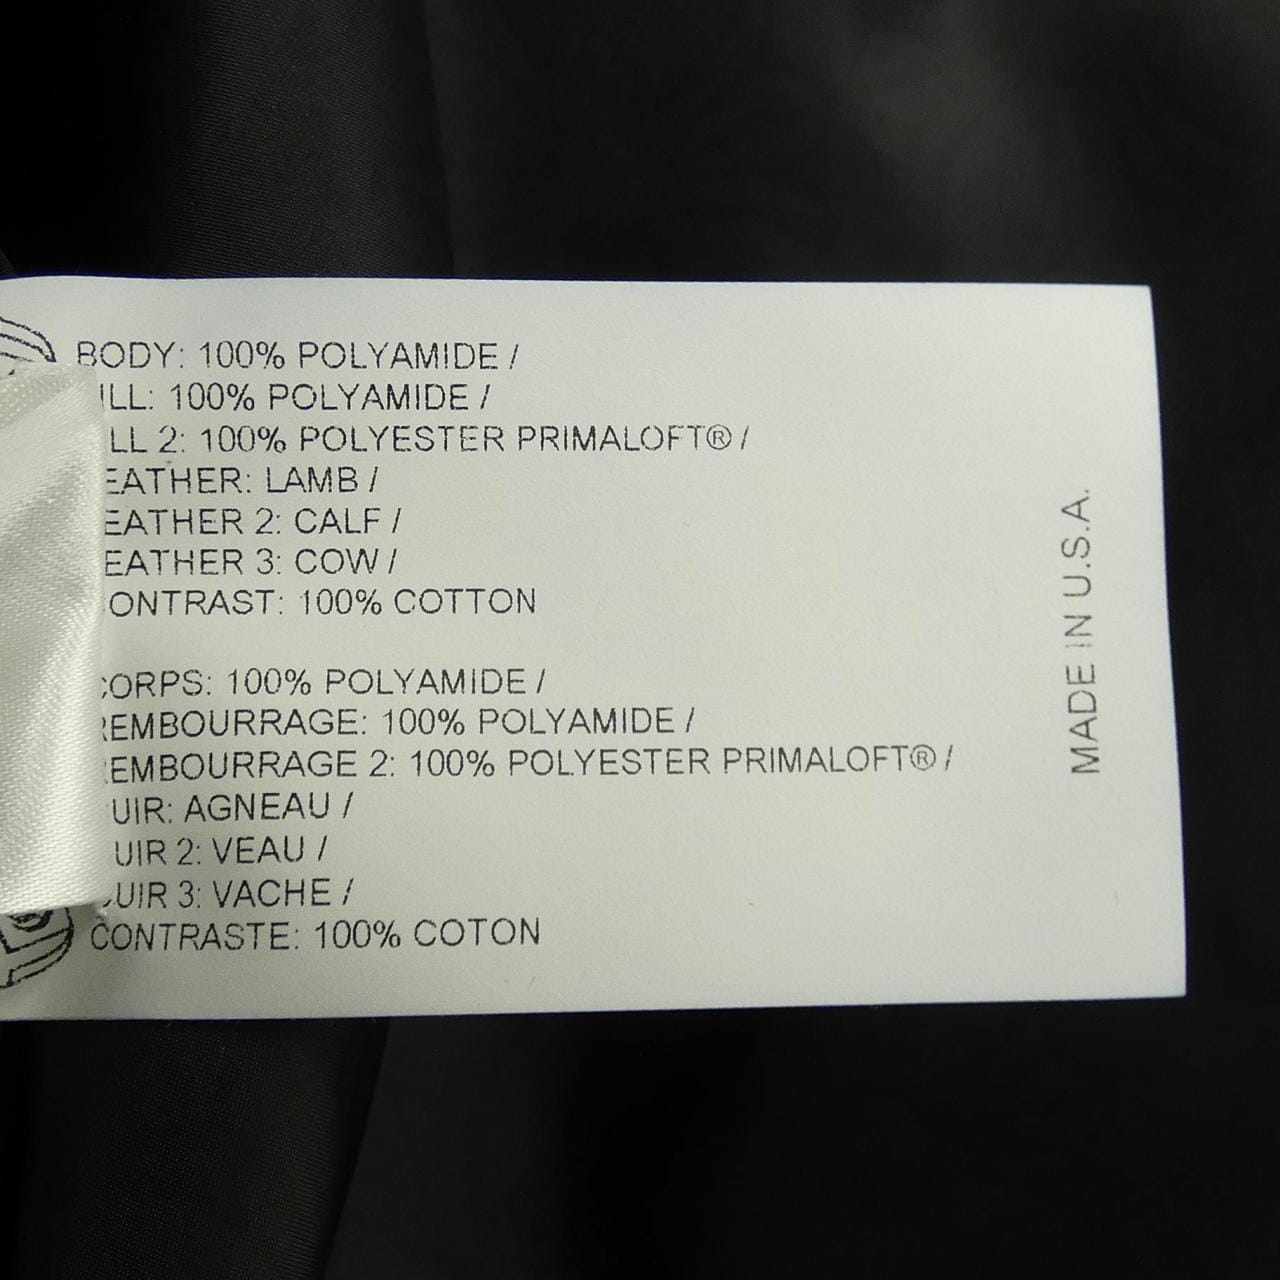 BODY: 100% POLYAMIDE /
ILL: 100% POLYAMIDE /
LL 2: 100% POLYESTER PRIMALOFT® /
EATHER: LAMB /
EATHER 2: CALF /
EATHER 3: COW /
ONTRAST: 100% COTTON
CORPS: 100% POLYAMIDE /
REMBOURRAGE: 100% POLYAMIDE /
REMBOURRAGE 2: 100% POLYESTER PRIMALOFT® /
UIR: AGNEAU /
UIR 2: VEAU /
CUIR 3: VACHE /
CONTRASTE: 100% COTON
MADE IN U.S.A.